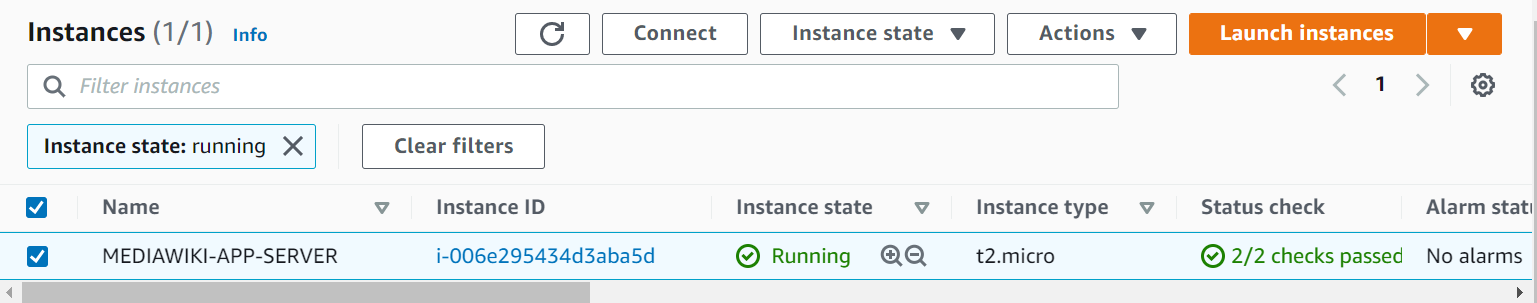 Instances (1/1) Info Connect Instance state Actions Launch instances
Filter instances 1
Instance state: running Clear filters
Name Instance ID Instance state Instance type Status check Alarm statu
MEDIAWIKI-APP-SERVER i-006e295434d3aba5d Running t2.micro 2/2 checks passed No alarms